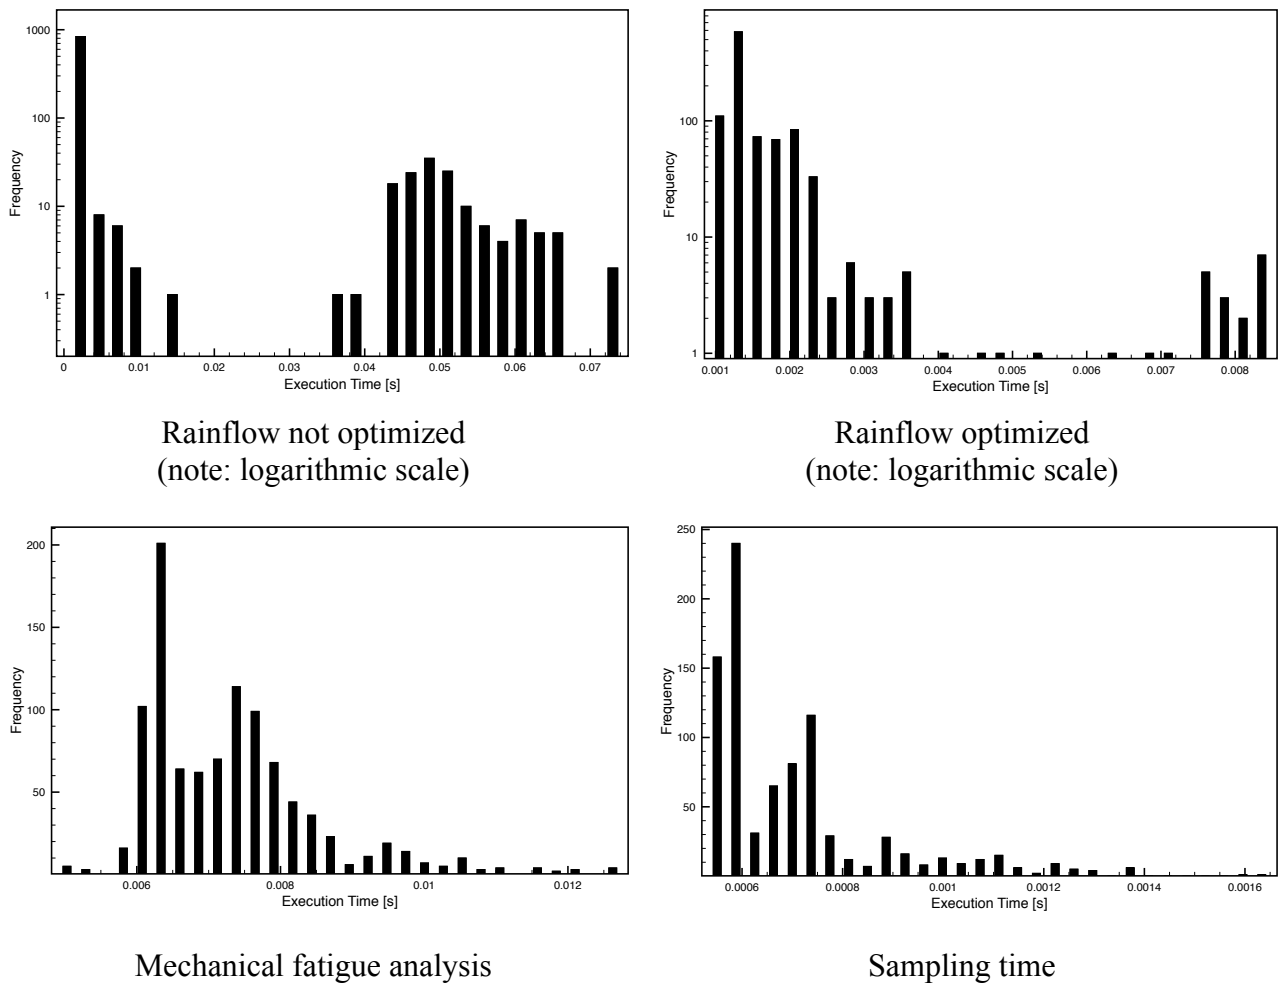 1000
100
10
1
Frequency
0 0.01 0.02 0.03 0.04 0.05 0.06 0.07
Execution Time [s]
Rainflow not optimized
(note: logarithmic scale)
100
10
1
Frequency
0.001 0.002 0.003 0.004 0.005 0.006 0.007 0.008
Execution Time [s]
Rainflow optimized
(note: logarithmic scale)
200
150
100
50
Frequency
0.006 0.008 0.01 0.012
Execution Time [s]
Mechanical fatigue analysis
250
200
150
100
50
Frequency
0.0006 0.0008 0.001 0.0012 0.0014 0.0016
Execution Time [s]
Sampling time